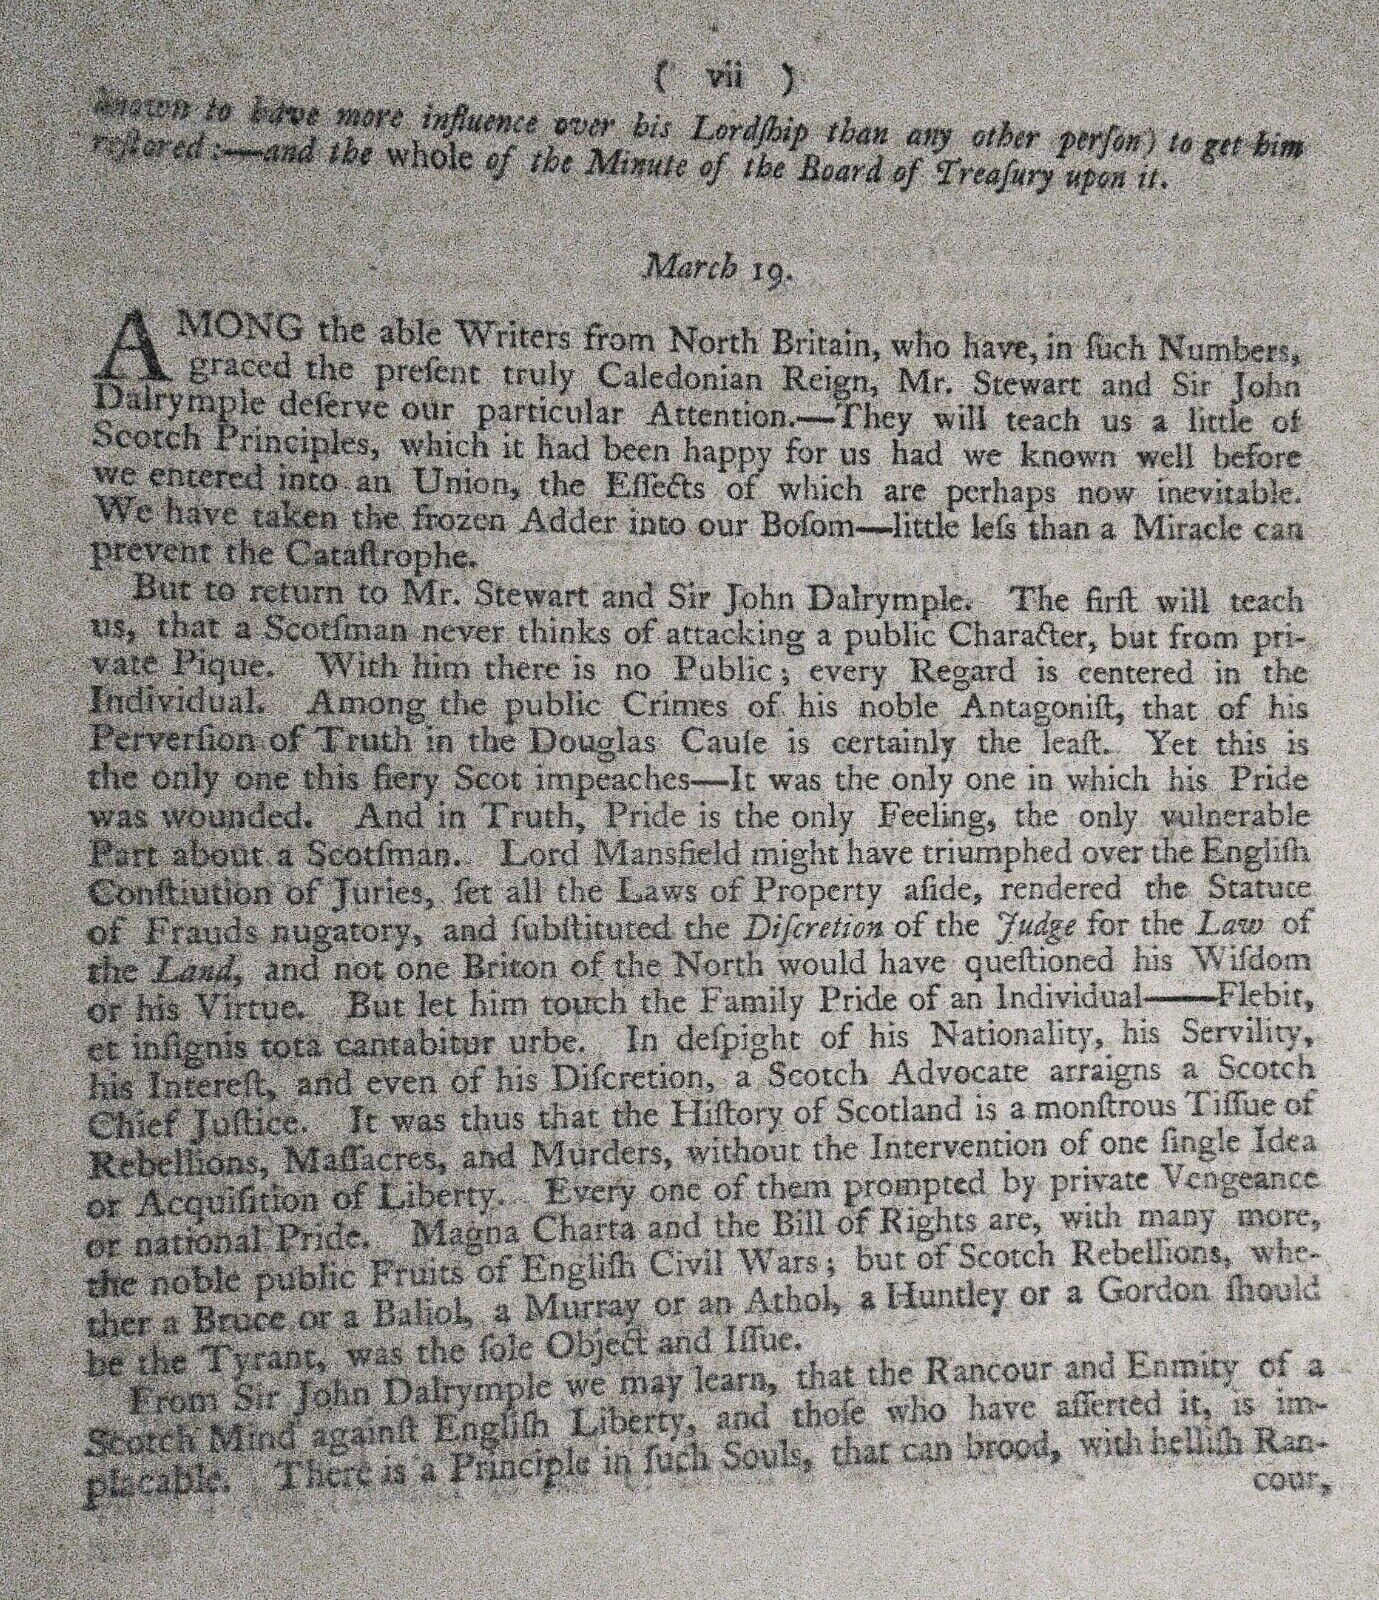 ( vii )
known to have more influence over his Lordſhip than any other perſon) to get him
reſtored:—and the whole of the Minute of the Board of Treaſury upon it.
March 19.
AMONG the able Writers from North Britain, who have, in ſuch Numbers,
graced the preſent truly Caledonian Reign, Mr. Stewart and Sir John
Dalrymple deſerve our particular Attention.—They will teach us a little of
Scotch Principles, which it had been happy for us had we known well before
we entered into an Union, the Effects of which are perhaps now inevitable.
We have taken the frozen Adder into our Boſom—little leſs than a Miracle can
prevent the Cataſtrophe.
But to return to Mr. Stewart and Sir John Dalrymple. The firſt will teach
us, that a Scotſman never thinks of attacking a public Character, but from pri-
vate Pique. With him there is no Public; every Regard is centered in the
Individual. Among the public Crimes of his noble Antagoniſt, that of his
Perverſion of Truth in the Douglas Cauſe is certainly the leaſt. Yet this is
the only one this fiery Scot impeaches—It was the only one in which his Pride
was wounded. And in Truth, Pride is the only Feeling, the only vulnerable
Part about a Scotſman. Lord Mansfield might have triumphed over the Engliſh
Conſtiution of Juries, ſet all the Laws of Property aſide, rendered the Statute
of Frauds nugatory, and ſubſtituted the Diſcretion of the Judge for the Law of
the Land, and not one Briton of the North would have queſtioned his Wiſdom
or his Virtue. But let him touch the Family Pride of an Individual——Flebit,
et inſignis tota cantabitur urbe. In deſpight of his Nationality, his Servility,
his Intereſt, and even of his Diſcretion, a Scotch Advocate arraigns a Scotch
Chief Juſtice. It was thus that the Hiſtory of Scotland is a monſtrous Tiſſue of
Rebellions, Maſſacres, and Murders, without the Intervention of one ſingle Idea
or Acquiſition of Liberty. Every one of them prompted by private Vengeance
or national Pride. Magna Charta and the Bill of Rights are, with many more,
the noble public Fruits of Engliſh Civil Wars; but of Scotch Rebellions, whe-
ther a Bruce or a Baliol, a Murray or an Athol, a Huntley or a Gordon ſhould
be the Tyrant, was the ſole Object and Iſſue.
From Sir John Dalrymple we may learn, that the Rancour and Enmity of a
Scotch Mind againſt Engliſh Liberty, and thoſe who have aſſerted it, is im-
placable. There is a Principle in ſuch Souls, that can brood, with helliſh Ran-
cour,